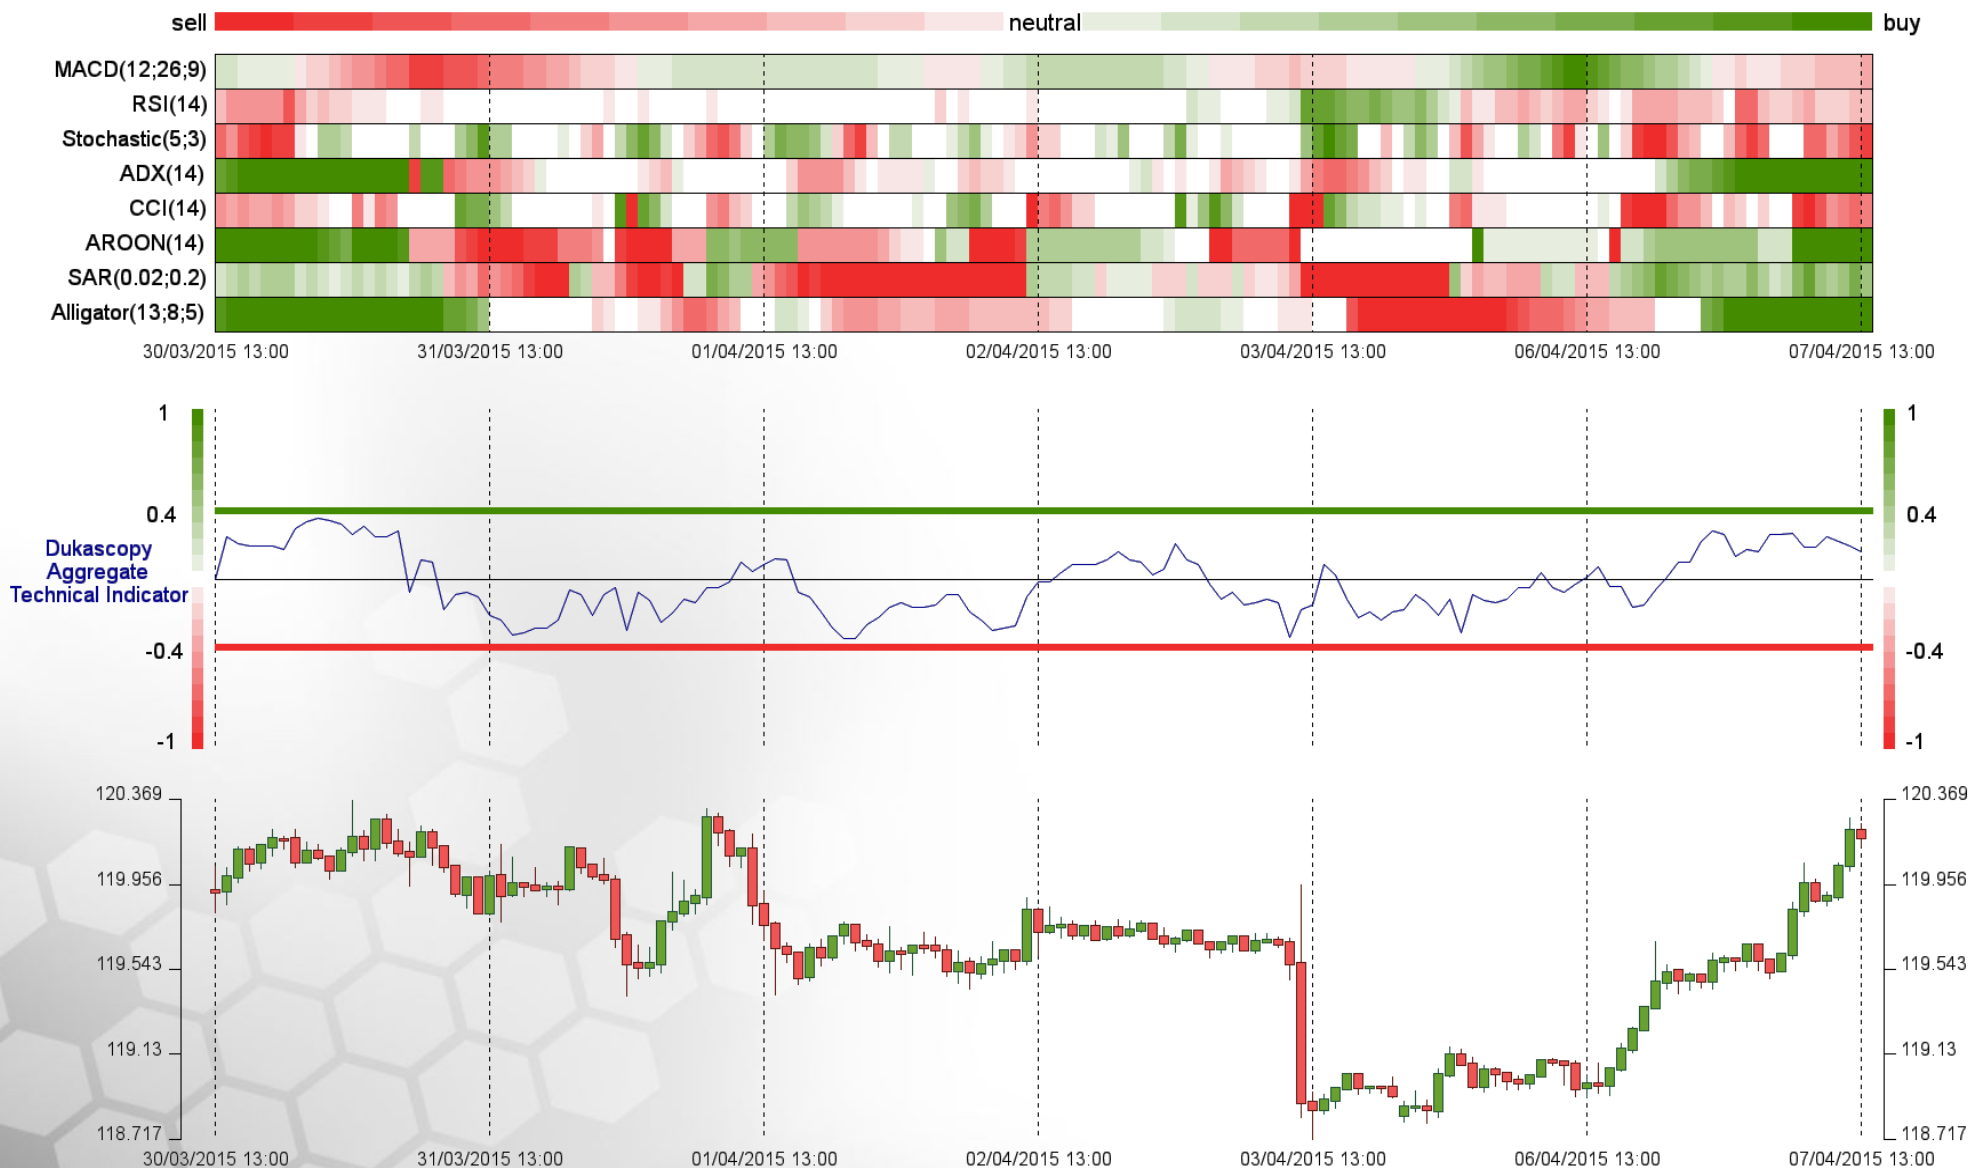 sell neutral buy
MACD(12;26;9)
RSI(14)
Stochastic(5;3)
ADX(14)
CCI(14)
AROON(14)
SAR(0.02;0.2)
Alligator(13;8;5)
30/03/2015 13:00 31/03/2015 13:00 01/04/2015 13:00 02/04/2015 13:00 03/04/2015 13:00 06/04/2015 13:00 07/04/2015 13:00
1 1
0.4 0.4
Dukascopy
Aggregate
Technical Indicator
-0.4 -0.4
-1 -1
120.369 120.369
119.956 119.956
119.543 119.543
119.13 119.13
118.717 118.717
30/03/2015 13:00 31/03/2015 13:00 01/04/2015 13:00 02/04/2015 13:00 03/04/2015 13:00 06/04/2015 13:00 07/04/2015 13:00